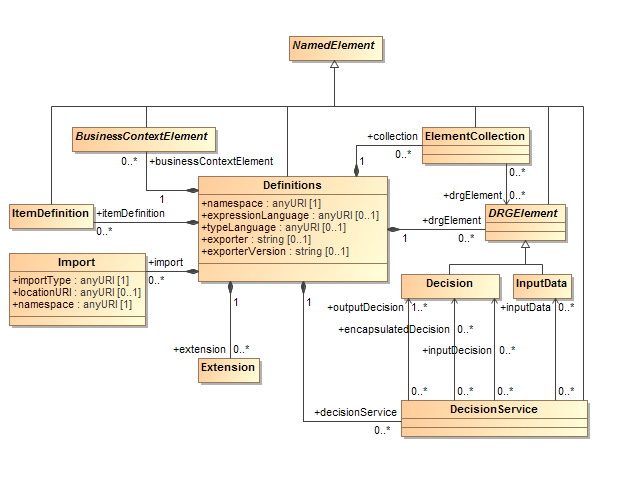 NamedElement
BusinessContextElement
+collection
ElementCollection
0..*
+businessContextElement
1
0..*
1
Definitions
+drgElement
0..*
ItemDefinition
+itemDefinition
+namespace : anyURI [1]
+expressionLanguage : anyURI [0..1]
+typeLanguage : anyURI [0..1]
+exporter : string [0..1]
+exporterVersion : string [0..1]
0..*
+drgElement
DRGElement
1
0..*
Import
+import
+importType : anyURI [1]
+locationURI : anyURI [0..1]
+namespace : anyURI [1]
0..*
Decision
InputData
1
1
+outputDecision
1..*
+inputData
0..*
+encapsulatedDecision
0..*
+extension
0..*
+inputDecision
0..*
Extension
0..*
0..*
0..*
0..*
+decisionService
DecisionService
0..*